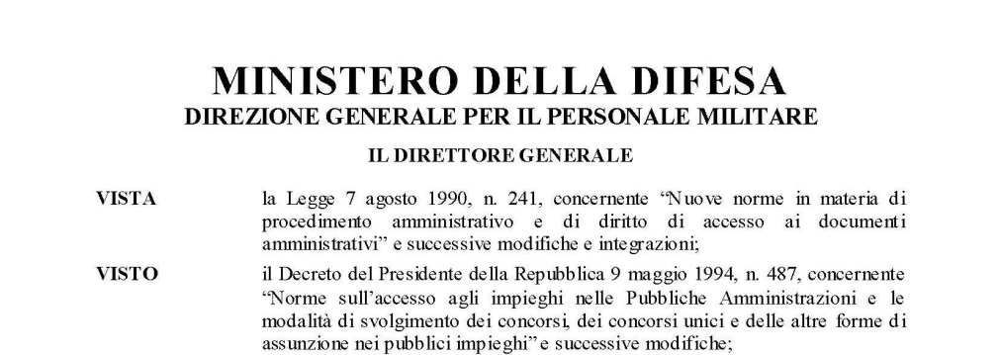 MINISTERO DELLA DIFESA
DIREZIONE GENERALE PER IL PERSONALE MILITARE
IL DIRETTORE GENERALE
VISTA la Legge 7 agosto 1990, n. 241, concernente “Nuove norme in materia di
procedimento amministrativo e di diritto di accesso ai documenti
amministrativi” e successive modifiche e integrazioni;
VISTO il Decreto del Presidente della Repubblica 9 maggio 1994, n. 487, concernente
“Norme sull’accesso agli impieghi nelle Pubbliche Amministrazioni e le
modalità di svolgimento dei concorsi, dei concorsi unici e delle altre forme di
assunzione nei pubblici impieghi” e successive modifiche;